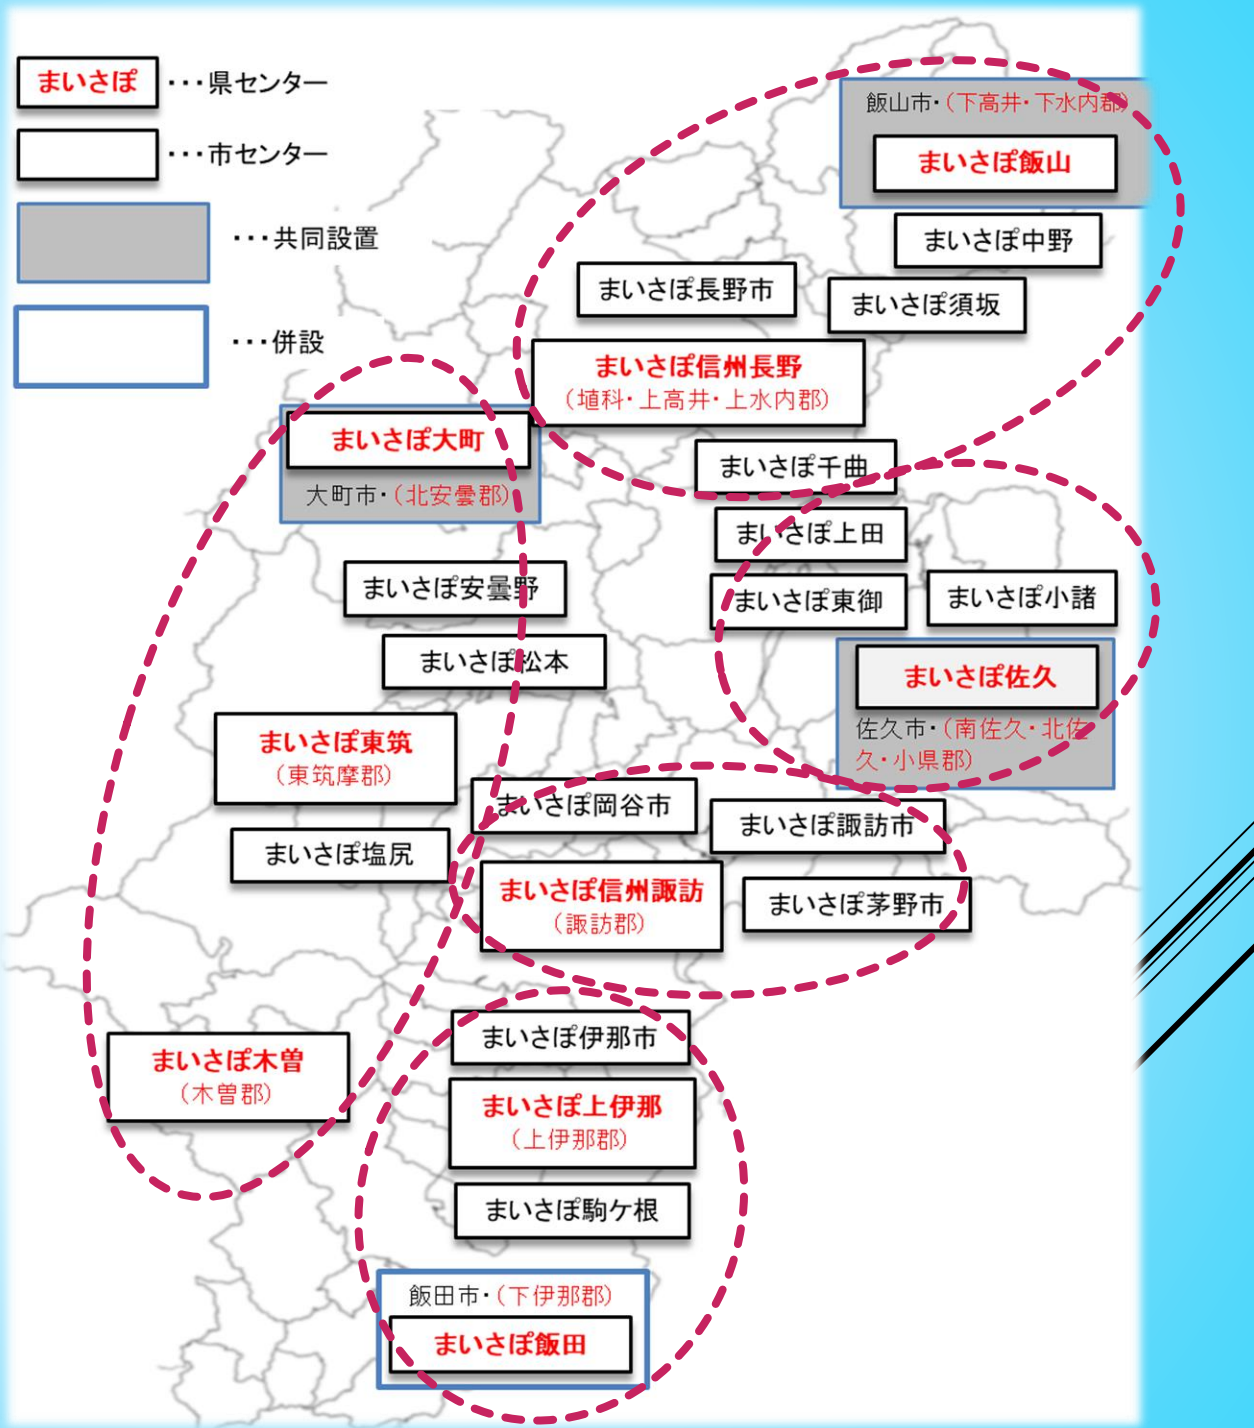 まいさぽ ・・・県センター
・・・市センター
・・・共同設置
・・・併設
飯山市・(下高井・下水内郡)
まいさぽ飯山
まいさぽ中野
まいさぽ長野市
まいさぽ須坂
まいさぽ信州長野
(埴科・上高井・上水内郡)
まいさぽ大町
大町市・(北安曇郡)
まいさぽ千曲
まいさぽ上田
まいさぽ安曇野
まいさぽ東御
まいさぽ小諸
まいさぽ松本
まいさぽ佐久
佐久市・(南佐久・北佐
久・小県郡)
まいさぽ東筑
(東筑摩郡)
まいさぽ岡谷市
まいさぽ諏訪市
まいさぽ塩尻
まいさぽ信州諏訪
(諏訪郡)
まいさぽ茅野市
まいさぽ伊那市
まいさぽ木曽
(木曽郡)
まいさぽ上伊那
(上伊那郡)
まいさぽ駒ケ根
飯田市・(下伊那郡)
まいさぽ飯田